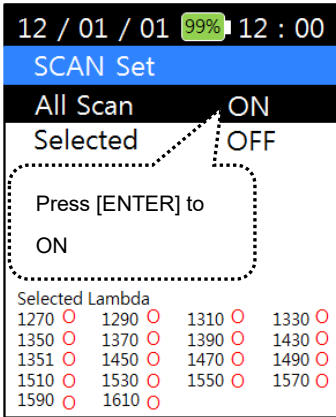 12 / 01 / 01 99% 12 : 00
SCAN Set
All Scan ON
Selected OFF
Press [ENTER] to
ON
Selected Lambda
1270 O 1290 O 1310 O 1330 O
1350 O 1370 O 1390 O 1430 O
1351 O 1450 O 1470 O 1490 O
1510 O 1530 O 1550 O 1570 O
1590 O 1610 O